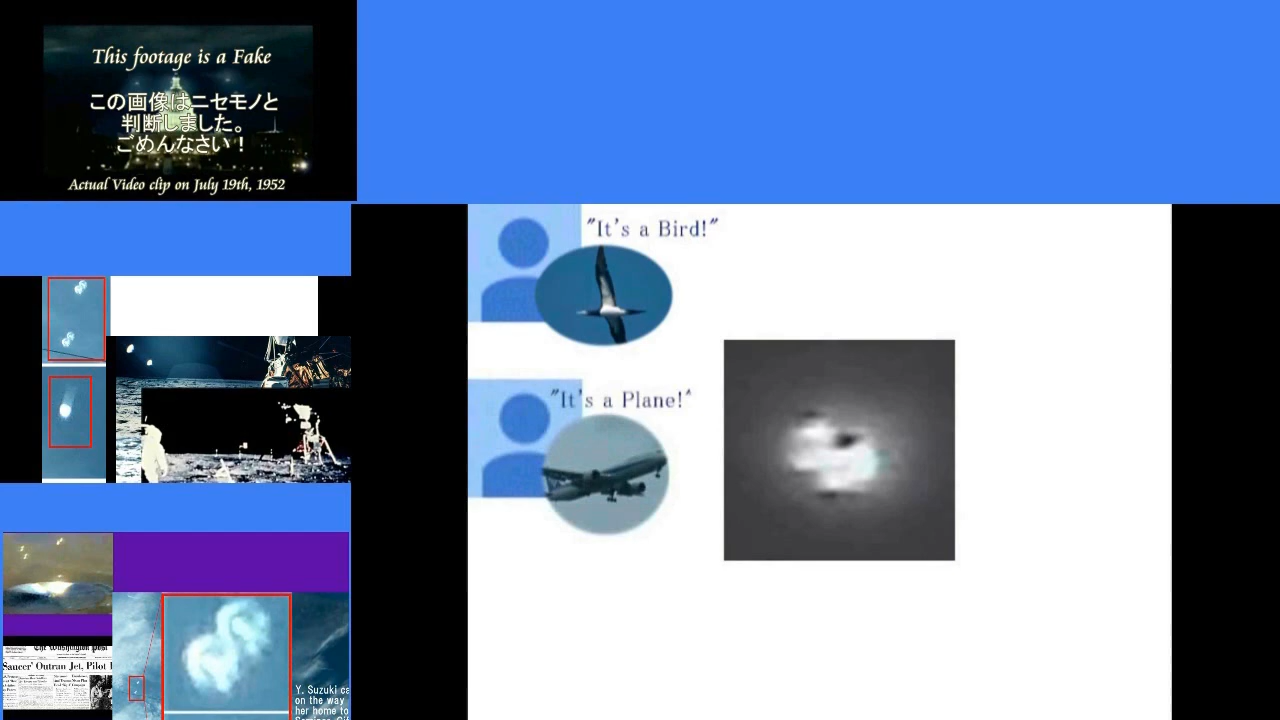 This footage is a Fake
この画像はニセモノと
判断しました。
ごめんなさい！
Actual Video clip on July 19th, 1952
"It's a Bird!"
"It's a Plane!"
The Washington Post
Saucer' Outran Jet, Pilot
Y. Suzuki ca
on the way
her home to